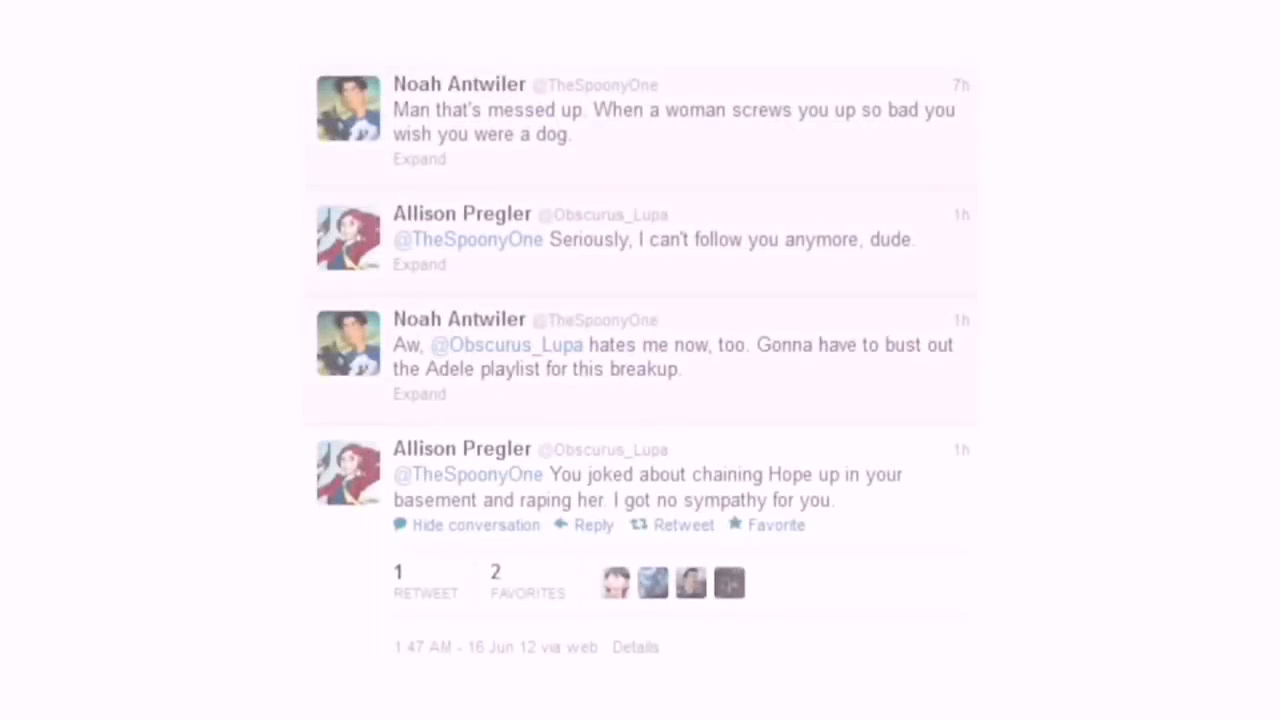 Noah Antwiler @TheSpoonyOne 7h
Man that's messed up. When a woman screws you up so bad you
wish you were a dog.
Expand
Allison Pregler @Obscurus_Lupa 1h
@TheSpoonyOne Seriously, I can't follow you anymore, dude.
Expand
Noah Antwiler @TheSpoonyOne 1h
Aw, @Obscurus_Lupa hates me now, too. Gonna have to bust out
the Adele playlist for this breakup.
Expand
Allison Pregler @Obscurus_Lupa 1h
@TheSpoonyOne You joked about chaining Hope up in your
basement and raping her. I got no sympathy for you.
Hide conversation Reply Retweet Favorite
1 2
RETWEET FAVORITES
1:47 AM - 16 Jun 12 via web Details